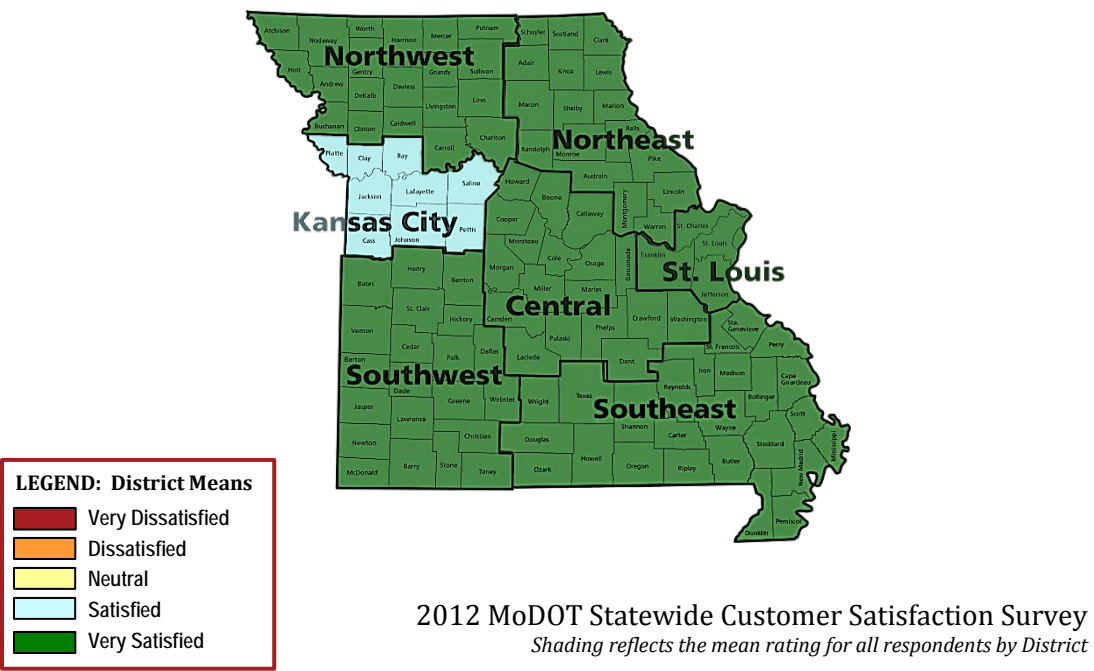 Atchison
Nodaway
Worth
Harrison
Mercer
Putnam
Schuyler
Scotland
Clark
Northwest
Holt
Andrew
Gentry
DeKalb
Daviess
Grundy
Sullivan
Adair
Knox
Lewis
Livingston
Linn
Macon
Shelby
Marion
Buchanan
Clinton
Caldwell
Carroll
Chariton
Randolph
Monroe
Ralls
Northeast
Pike
Platte
Clay
Ray
Audrain
Jackson
Lafayette
Saline
Howard
Boone
Callaway
Montgomery
Lincoln
Warren
St. Charles
Kansas City
Cass
Johnson
Pettis
Cooper
Moniteau
Cole
Osage
Gasconade
Franklin
St. Louis
St. Louis
Jefferson
Bates
Henry
Benton
Morgan
Miller
Maries
Central
St. Clair
Hickory
Camden
Pulaski
Phelps
Crawford
Washington
Ste.
Genevieve
St. Francois
Perry
Vernon
Cedar
Polk
Dallas
Laclede
Dent
Iron
Madison
Cape
Girardeau
Barton
Southwest
Dade
Greene
Webster
Wright
Texas
Reynolds
Bollinger
Southeast
Scott
Jasper
Lawrence
Christian
Douglas
Shannon
Carter
Wayne
Stoddard
Mississippi
New Madrid
Newton
McDonald
Barry
Stone
Taney
Ozark
Howell
Oregon
Ripley
Butler
Dunklin
Pemiscot
LEGEND: District Means
Very Dissatisfied
Dissatisfied
Neutral
Satisfied
Very Satisfied
2012 MoDOT Statewide Customer Satisfaction Survey
Shading reflects the mean rating for all respondents by District